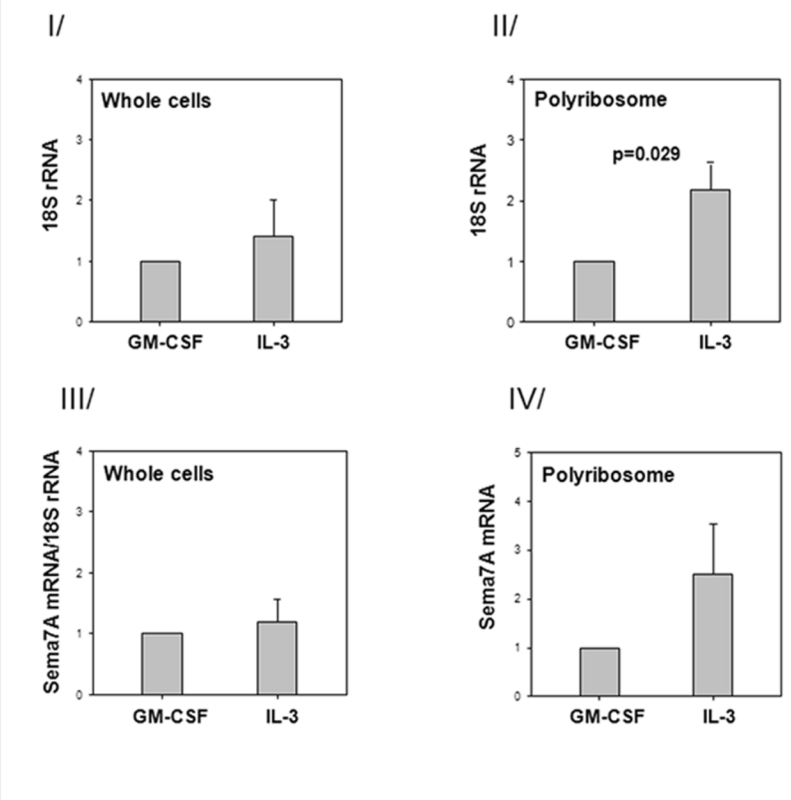 I/
Whole cells
18S rRNA
4
3
2
1
0
GM-CSF IL-3
II/
Polyribosome
p=0.029
18S rRNA
4
3
2
1
0
GM-CSF IL-3
III/
Whole cells
Sema7A mRNA/18S rRNA
4
3
2
1
0
GM-CSF IL-3
IV/
Polyribosome
Sema7A mRNA
5
4
3
2
1
0
GM-CSF IL-3